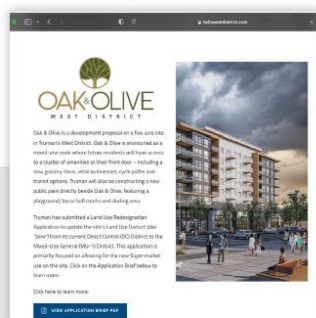 hellowestdistrict.com
OAK&OLIVE
WEST DISTRICT
Oak & Olive is a development proposal on a five acre site
in Truman's West District. Oak & Olive is envisioned as a
mixed-use node where future residents will have access
to a cluster of amenities at their front door – including a
new grocery store, retail businesses, cycle paths and
transit options. Truman will also be constructing a new
public park directly beside Oak & Olive, featuring a
playground, bocce ball courts and skating area.
Truman has submitted a Land Use Redesignation
Application to update the site's Land Use District (aka
'zone') from its current Direct Control (DC) District to the
Mixed-Use General (MU-1) District. This application is
primarily focused on allowing for the new Supermarket
use on the site. Click on the Application Brief below to
learn more.
Click here to learn more:
VIEW APPLICATION BRIEF PDF